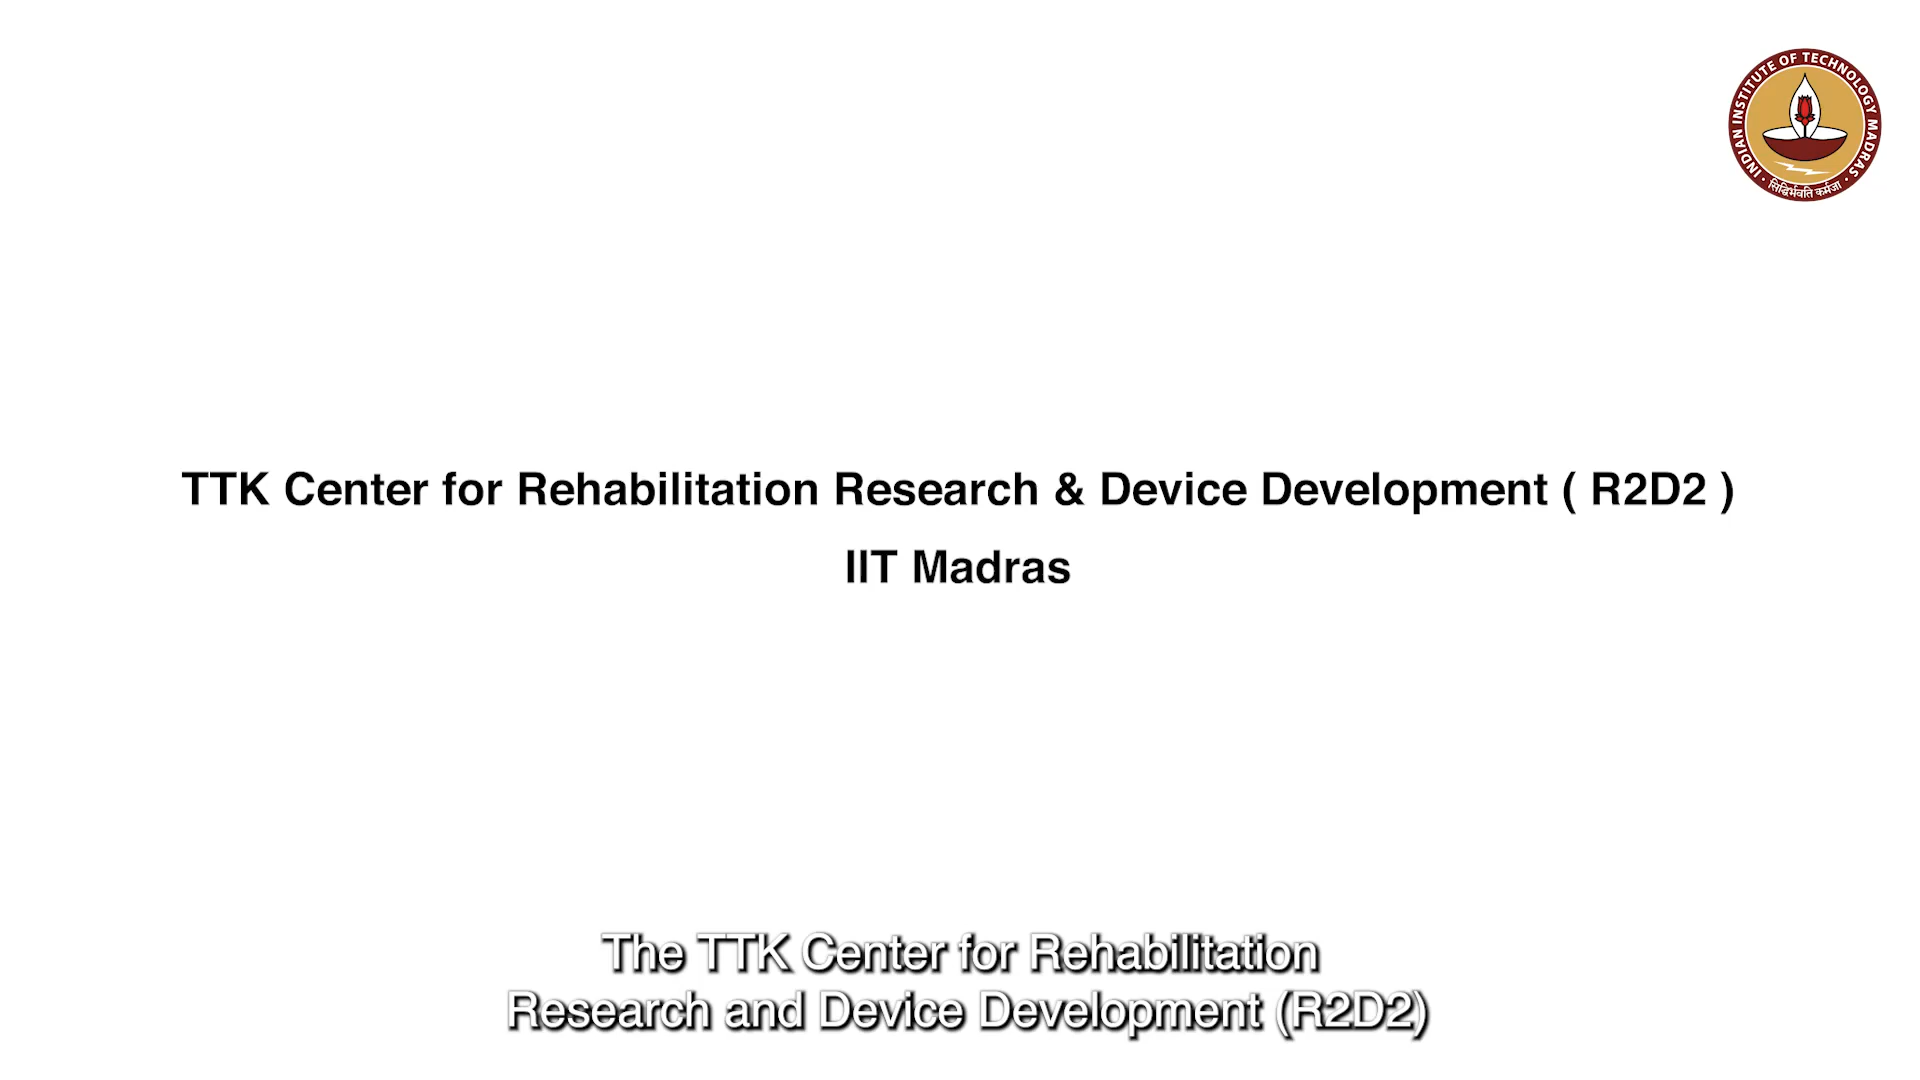 INDIAN INSTITUTE OF TECHNOLOGY MADRAS
सिद्धिर्भवति कर्मजा
TTK Center for Rehabilitation Research & Device Development ( R2D2 )
IIT Madras
The TTK Center for Rehabilitation
Research and Device Development (R2D2)